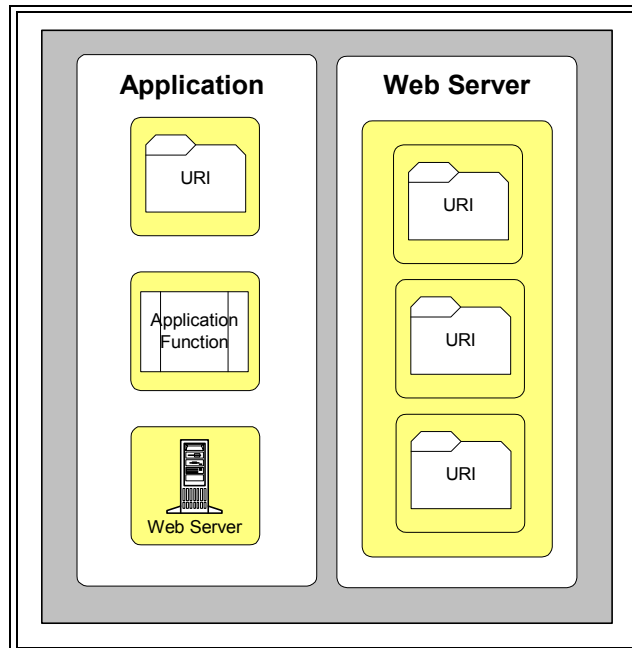 Application
URI
Application
Function
Web Server
Web Server
URI
URI
URI